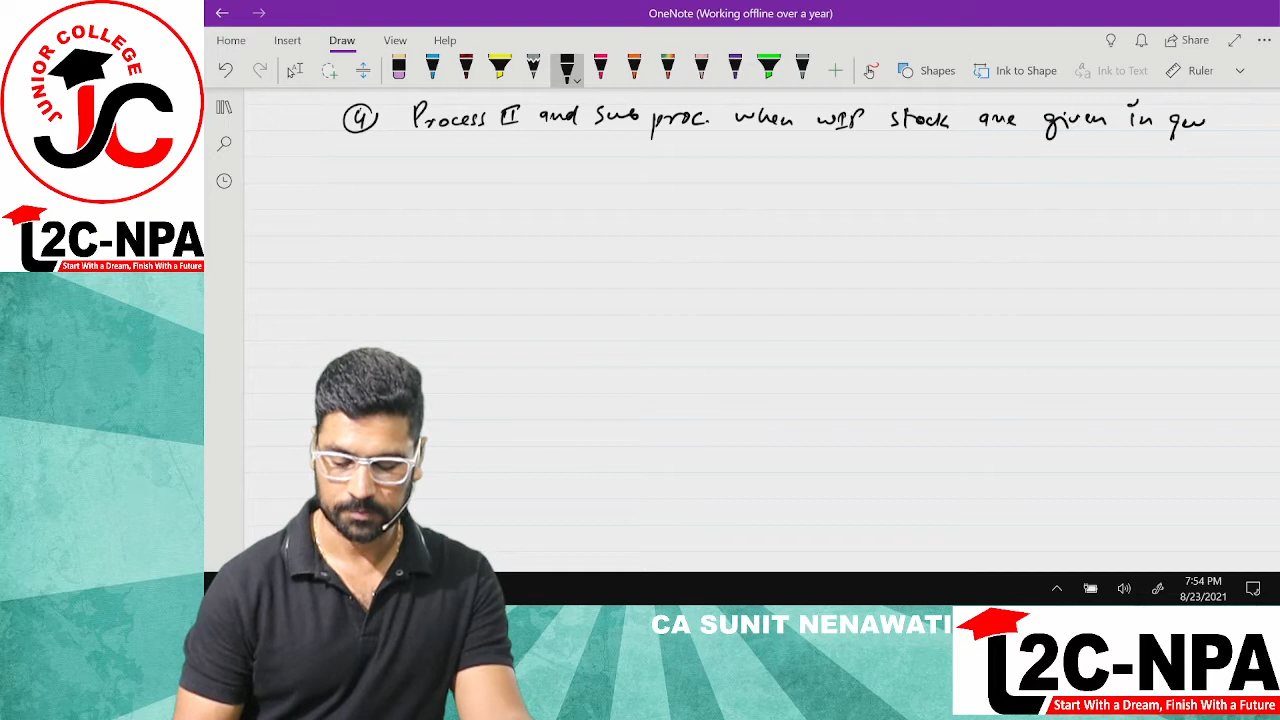 OneNote (Working offline over a year)
JUNIOR COLLEGE
JC
Home Insert Draw View Help
Share
Shapes Ink to Shape Ink to Text Ruler
④ Process II and Sub proc. when WIP stock are given in qu
L2C-NPA
Start With a Dream, Finish With a Future
7:54 PM
8/23/2021
CA SUNIT NENAWATI
L2C-NPA
Start With a Dream, Finish With a Future